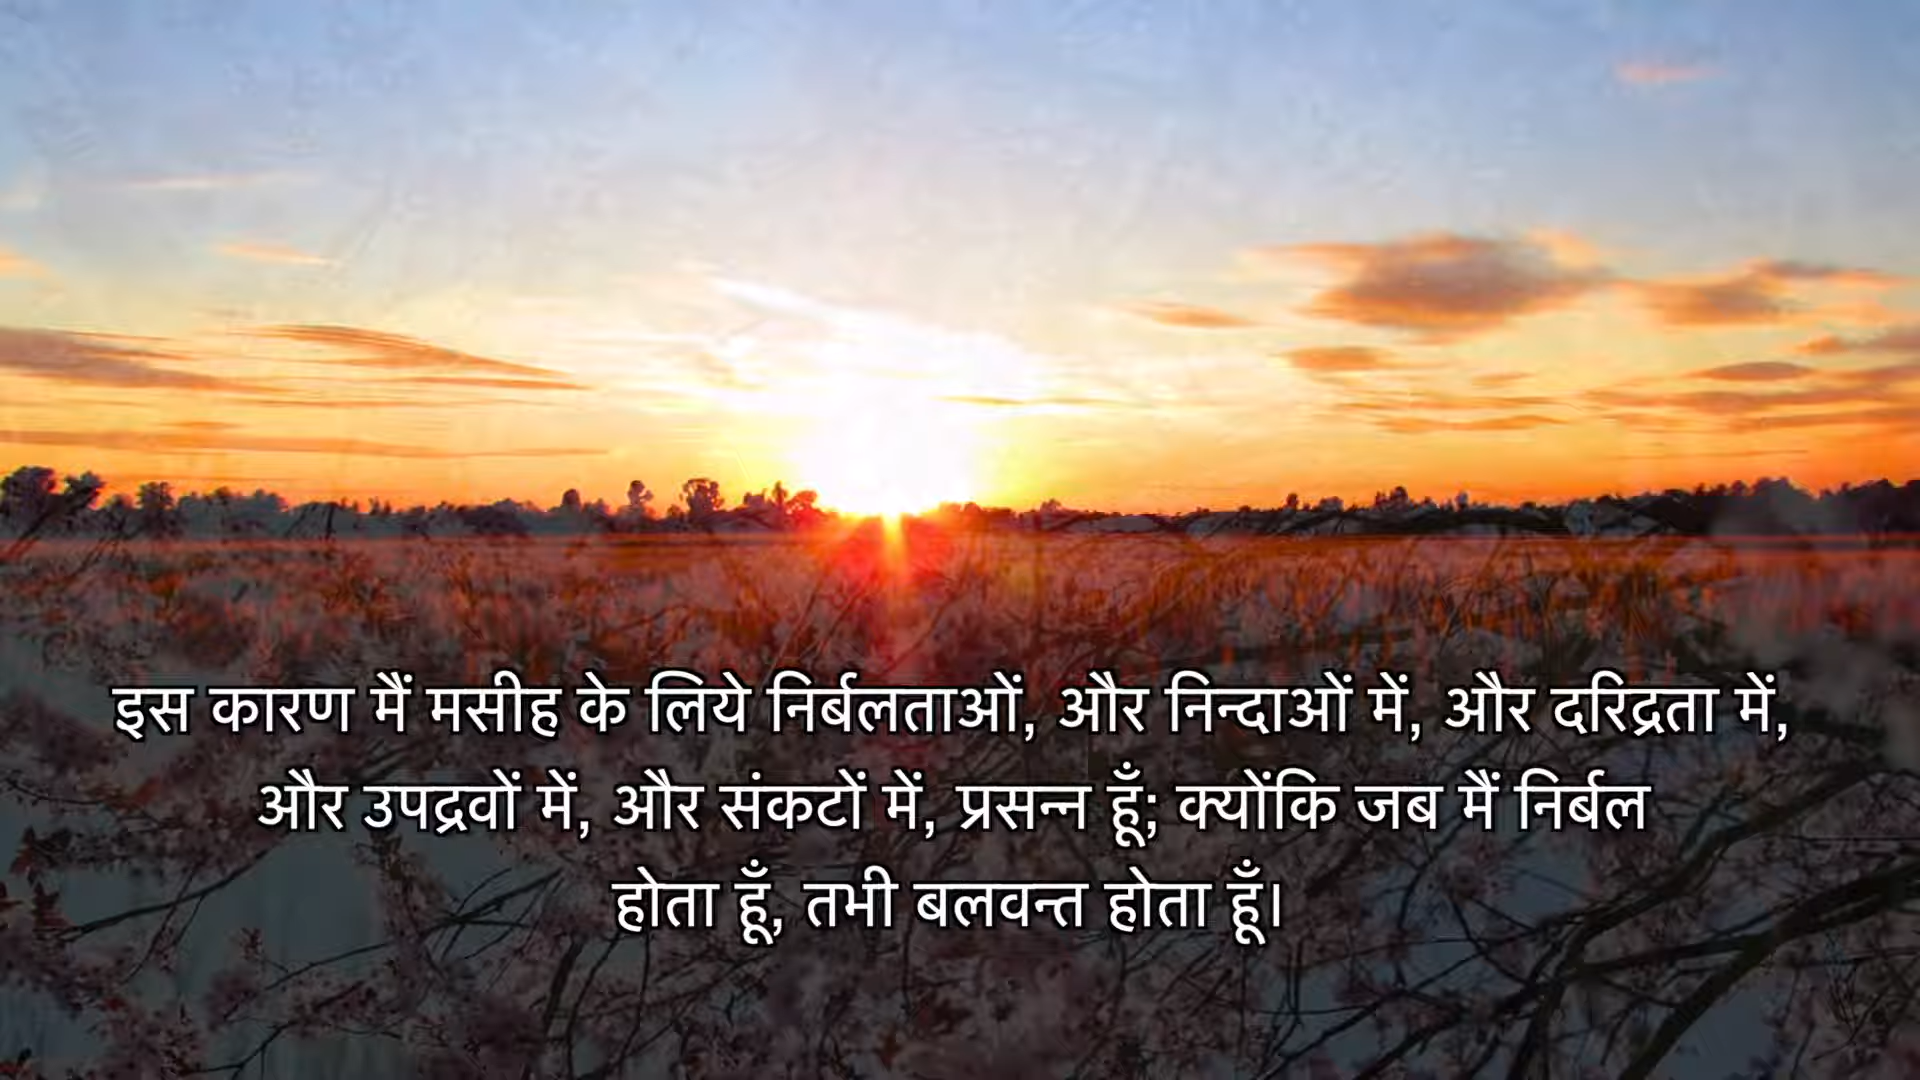 इस कारण मैं मसीह के लिये निर्बलताओं, और निन्दाओं में, और दरिद्रता में,
और उपद्रवों में, और संकटों में, प्रसन्न हूँ; क्योंकि जब मैं निर्बल
होता हूँ, तभी बलवन्त होता हूँ।